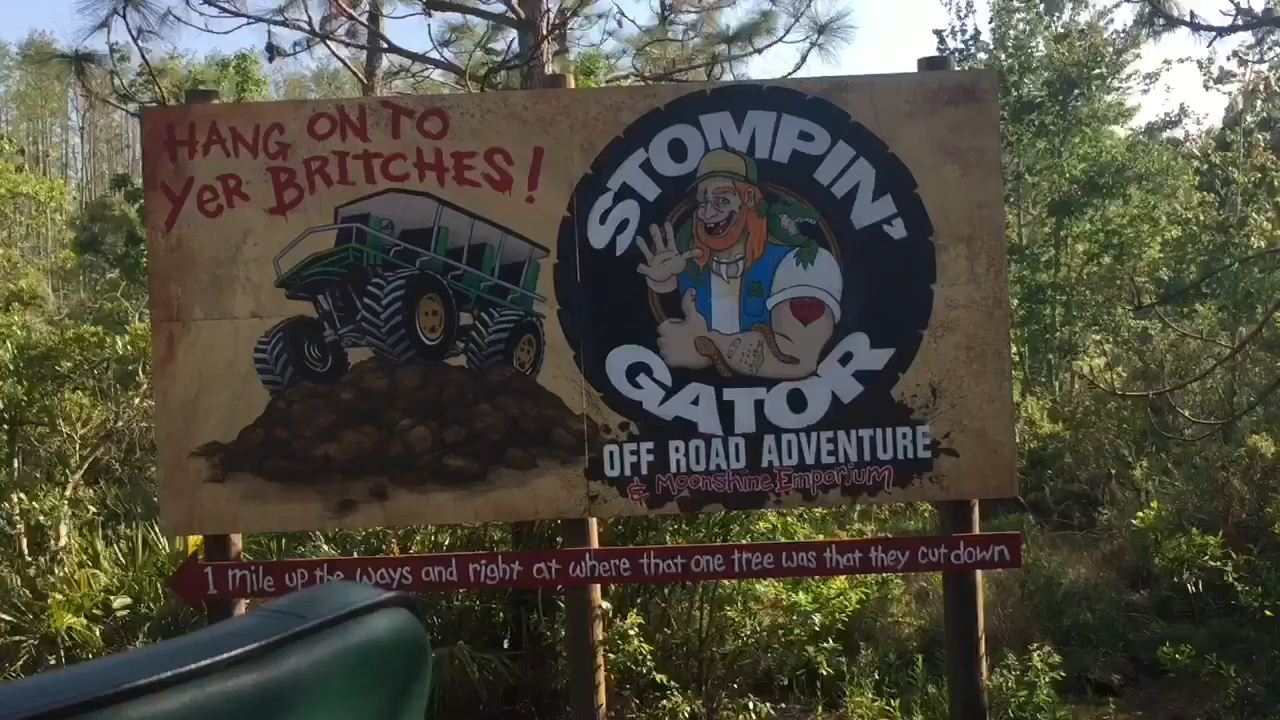 HANG ON TO
YER BRITCHES!
STOMPIN'
GATOR
OFF ROAD ADVENTURE
& Moonshine Emporium
1 mile up the ways and right at where that one tree was that they cut down